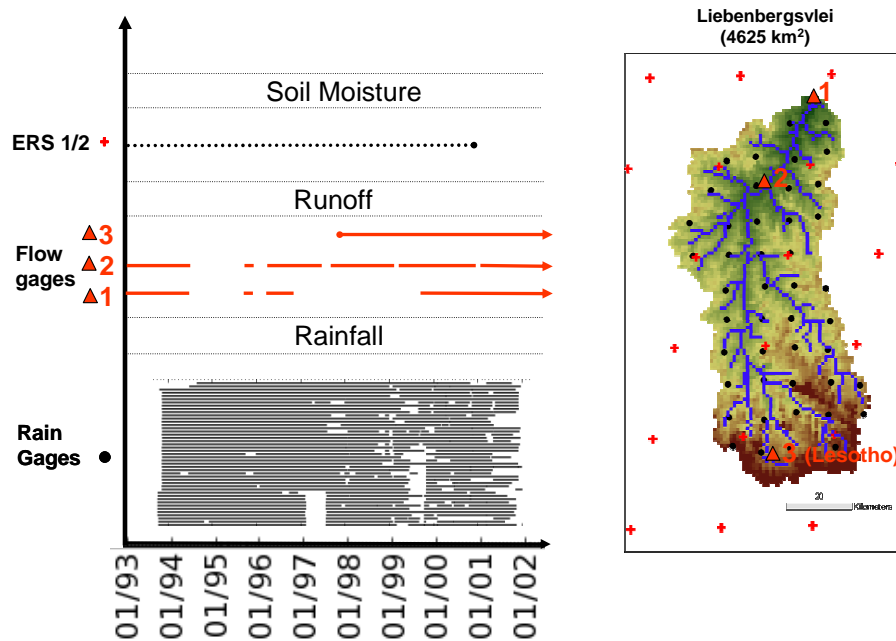 Liebenbergsvlei
(4625 km²)
Soil Moisture
ERS 1/2
Runoff
3
Flow
gages
2
1
Rainfall
Rain
Gages
01/93
01/94
01/95
01/96
01/97
01/98
01/99
01/00
01/01
01/02
1
2
3 (Lesotho)
20
Kilometers